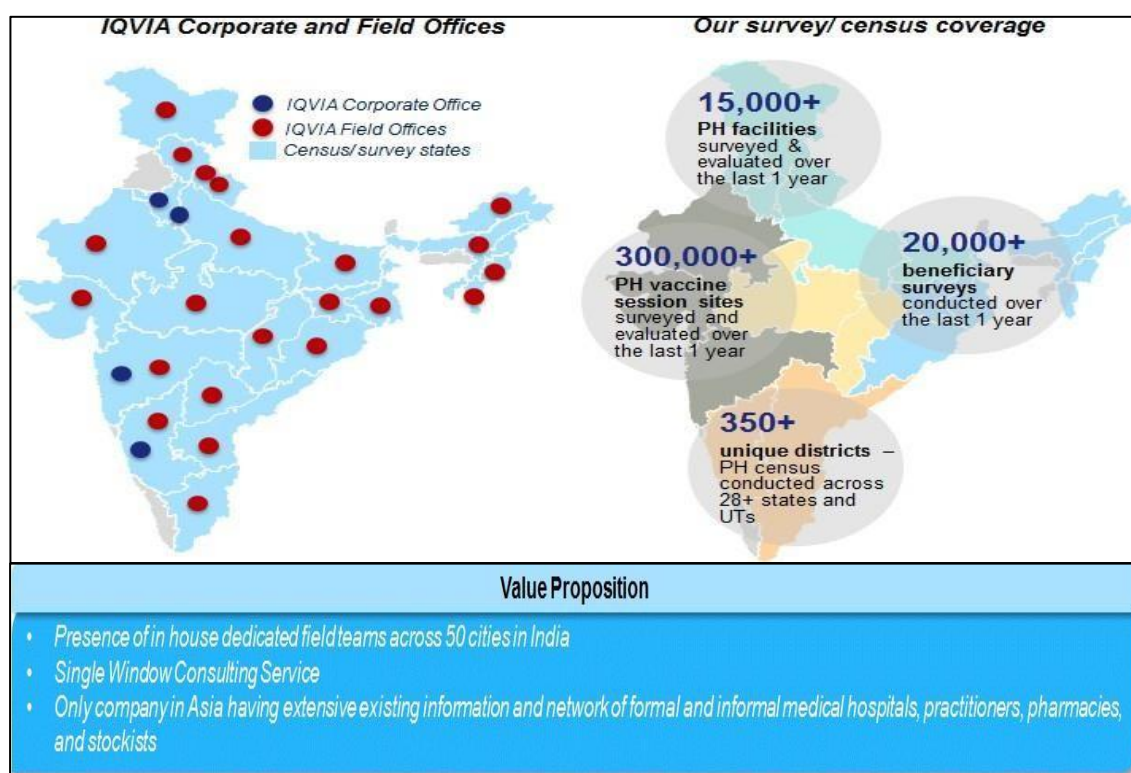 IQVIA Corporate and Field Offices
Our survey/ census coverage
IQVIA Corporate Office
IQVIA Field Offices
Census/ survey states
15,000+
PH facilities
surveyed &
evaluated over
the last 1 year
300,000+
PH vaccine
session sites
surveyed and
evaluated over
the last 1 year
20,000+
beneficiary
surveys
conducted over
the last 1 year
350+
unique districts –
PH census
conducted across
28+ states and
UTs
Value Proposition
• Presence of in house dedicated field teams across 50 cities in India
• Single Window Consulting Service
• Only company in Asia having extensive existing information and network of formal and informal medical hospitals, practitioners, pharmacies,
and stockists